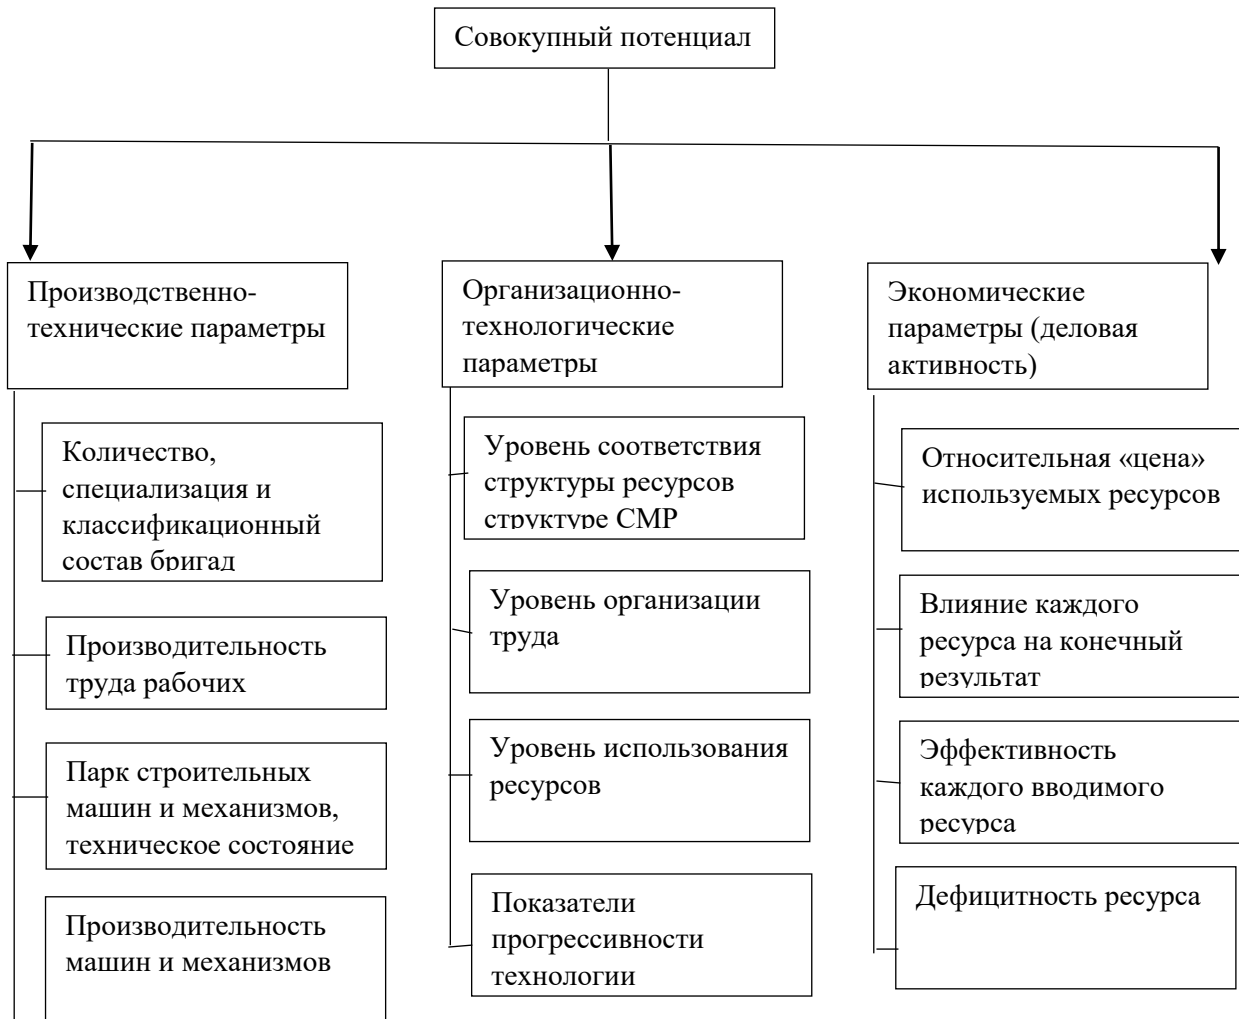 Совокупный потенциал
Производственно-
технические параметры
Организационно-
технологические
параметры
Экономические
параметры (деловая
активность)
Количество,
специализация и
классификационный
состав бригад
Производительность
труда рабочих
Парк строительных
машин и механизмов,
техническое состояние
Производительность
машин и механизмов
Уровень соответствия
структуры ресурсов
структуре СМР
Уровень организации
труда
Уровень использования
ресурсов
Показатели
прогрессивности
технологии
Относительная «цена»
используемых ресурсов
Влияние каждого
ресурса на конечный
результат
Эффективность
каждого вводимого
ресурса
Дефицитность ресурса